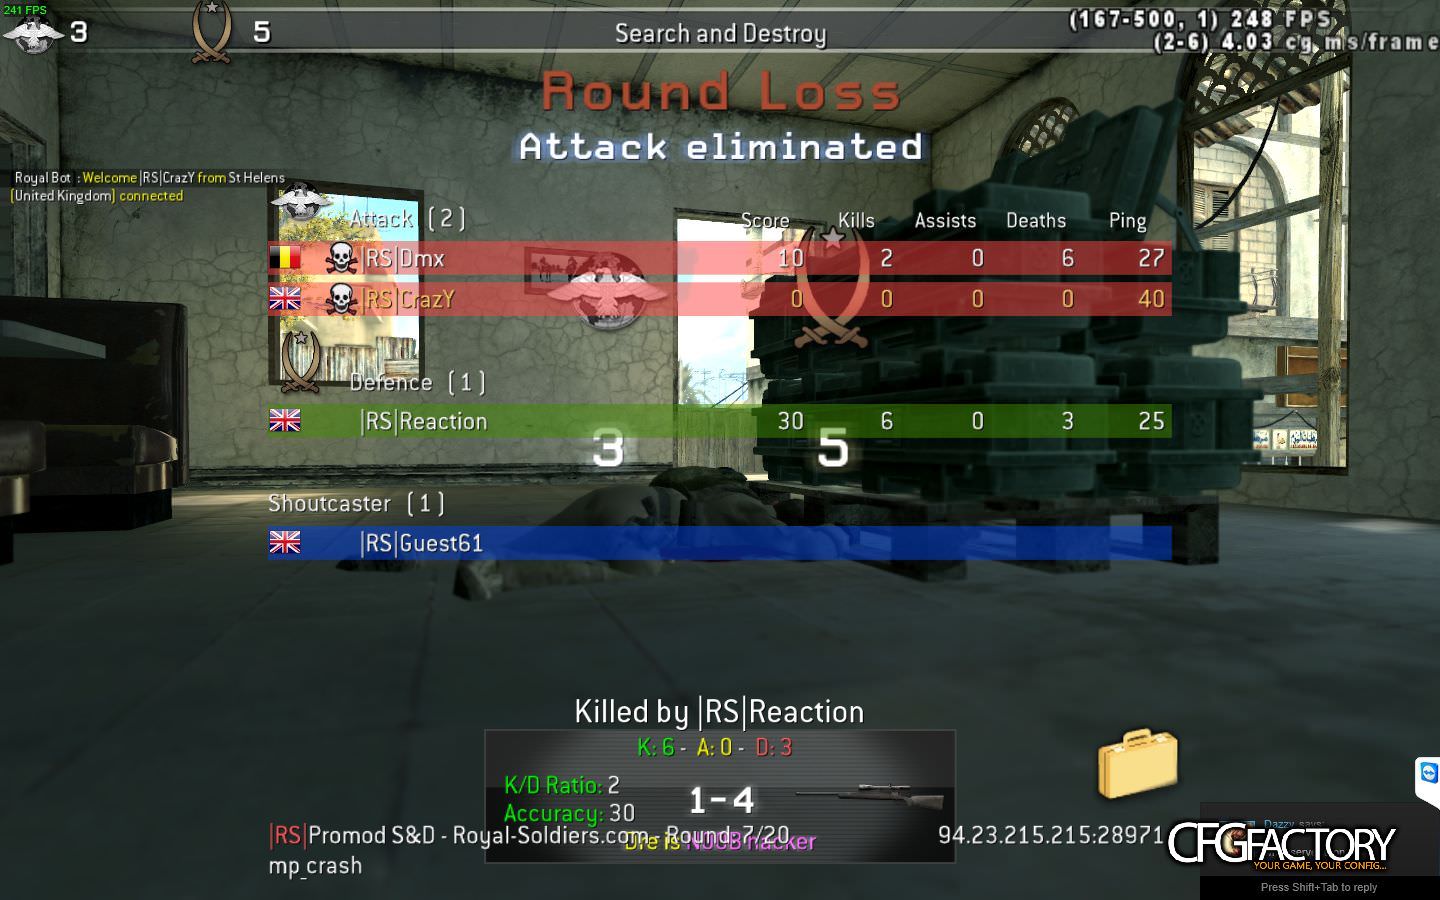 241 FPS
3
5
Search and Destroy
(167-500, 1) 248 FPS
(2-6) 4.03 cg ms/frame
Round Loss
Attack eliminated
Royal Bot : Welcome |RS|CrazY from St Helens
(United Kingdom) connected
Attack (2)
Score Kills Assists Deaths Ping
|RS|Dmx 10 2 0 6 27
|RS|CrazY 0 0 0 0 40
Defence (1)
|RS|Reaction 30 6 0 3 25
3 5
Shoutcaster (1)
|RS|Guest61
Killed by |RS|Reaction
K: 6 - A: 0 - D: 3
K/D Ratio: 2
Accuracy: 30
1-4
|RS|Promod S&D - Royal-Soldiers.com - Round: 7/20
94.23.215.215:28971
is NOOB hacker
mp_crash
Dazzy says:
CFGFACTORY
YOUR GAME, YOUR CONFIG...
Press Shift+Tab to reply